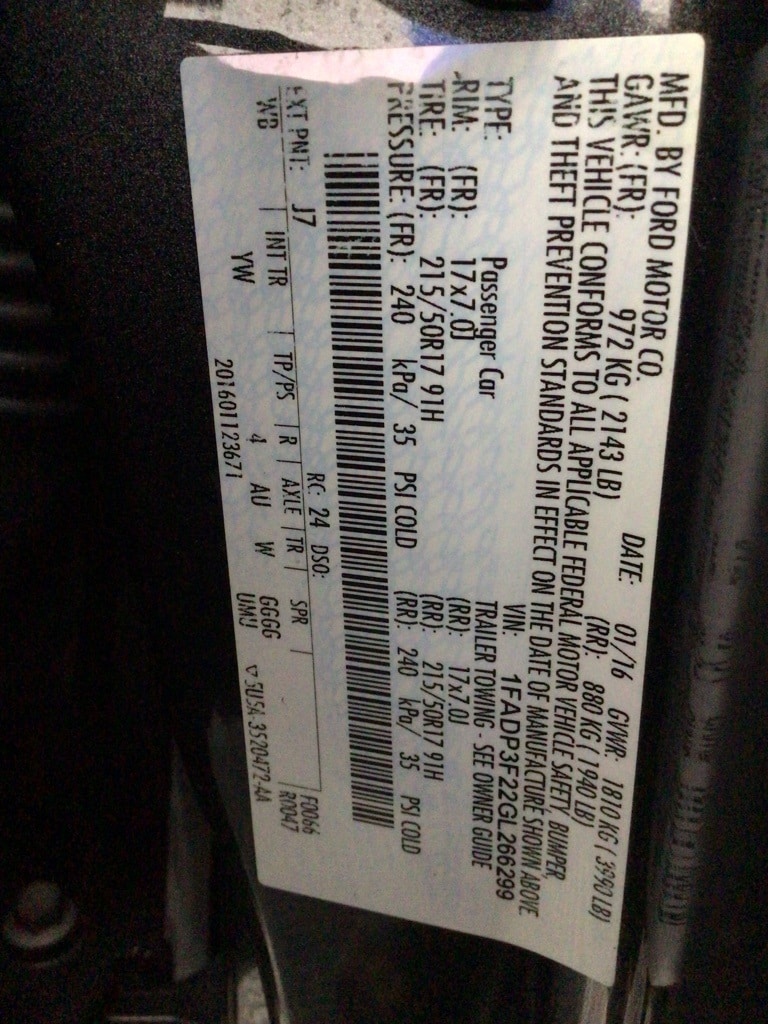 MFD. BY FORD MOTOR CO.
DATE: 01/16 GVWR: 1810 KG ( 3990 LB)
GAWR: (FR): 972 KG ( 2143 LB) (RR): 880 KG ( 1940 LB)
THIS VEHICLE CONFORMS TO ALL APPLICABLE FEDERAL MOTOR VEHICLE SAFETY, BUMPER,
AND THEFT PREVENTION STANDARDS IN EFFECT ON THE DATE OF MANUFACTURE SHOWN ABOVE
VIN: 1FADP3F22GL266299
TYPE: Passenger Car TRAILER TOWING - SEE OWNER GUIDE
RIM: (FR): 17x7.0J (RR): 17x7.0J
TIRE: (FR): 215/50R17 91H (RR): 215/50R17 91H
PRESSURE: (FR): 240 kPa/ 35 PSI COLD (RR): 240 kPa/ 35 PSI COLD
EXT PNT: J7 RC: 24 DSO: F0066
WB INT TR TP/PS R AXLE TR SPR R0047
YW 4 AU W GGGG
UMU
201601123671 5U5A-3520472-AA